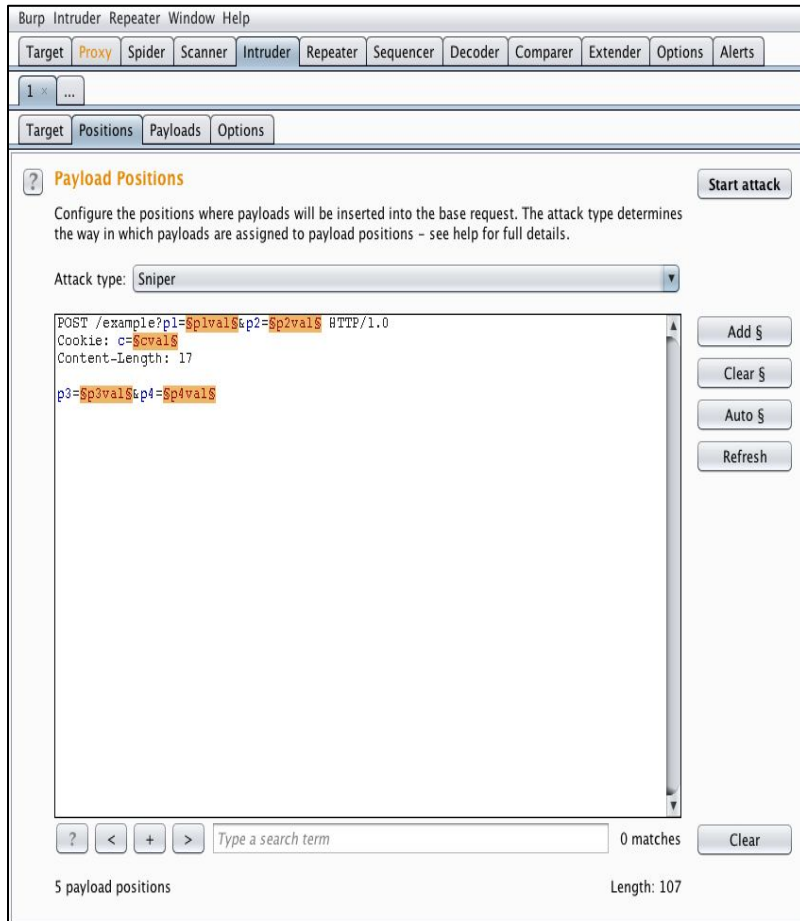 Burp Intruder Repeater Window Help
Target Proxy Spider Scanner Intruder Repeater Sequencer Decoder Comparer Extender Options Alerts
1 × ...
Target Positions Payloads Options
? Payload Positions
Start attack
Configure the positions where payloads will be inserted into the base request. The attack type determines
the way in which payloads are assigned to payload positions – see help for full details.
Attack type: Sniper
POST /example?p1=§p1val§&p2=§p2val§ HTTP/1.0
Cookie: c=§cval§
Content-Length: 17
p3=§p3val§&p4=§p4val§
Add §
Clear §
Auto §
Refresh
? < + > Type a search term 0 matches Clear
5 payload positions Length: 107